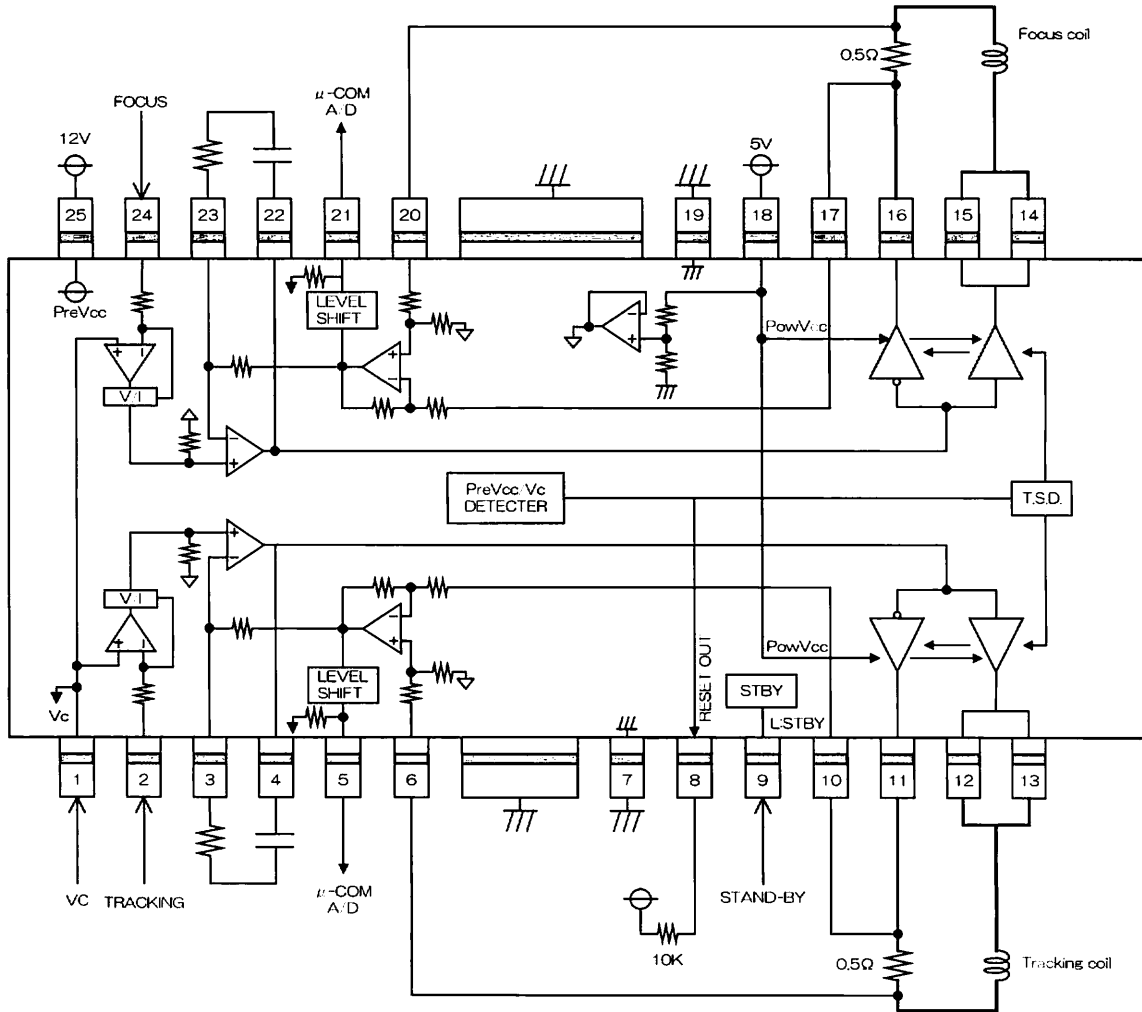 Focus coil
0.5Ω
μ-COM
A/D
FOCUS
12V
5V
25
24
23
22
21
20
19
18
17
16
15
14
PreVcc
LEVEL
SHIFT
PowVcc
+
−
V/I
+
−
−
+
−
+
PreVcc/Vc
DETECTER
T.S.D.
+
−
V/I
+
−
−
+
PowVcc
LEVEL
SHIFT
RESET OUT
STBY
L:STBY
Vc
1
2
3
4
5
6
7
8
9
10
11
12
13
VC
TRACKING
μ-COM
A/D
10K
STAND-BY
0.5Ω
Tracking coil